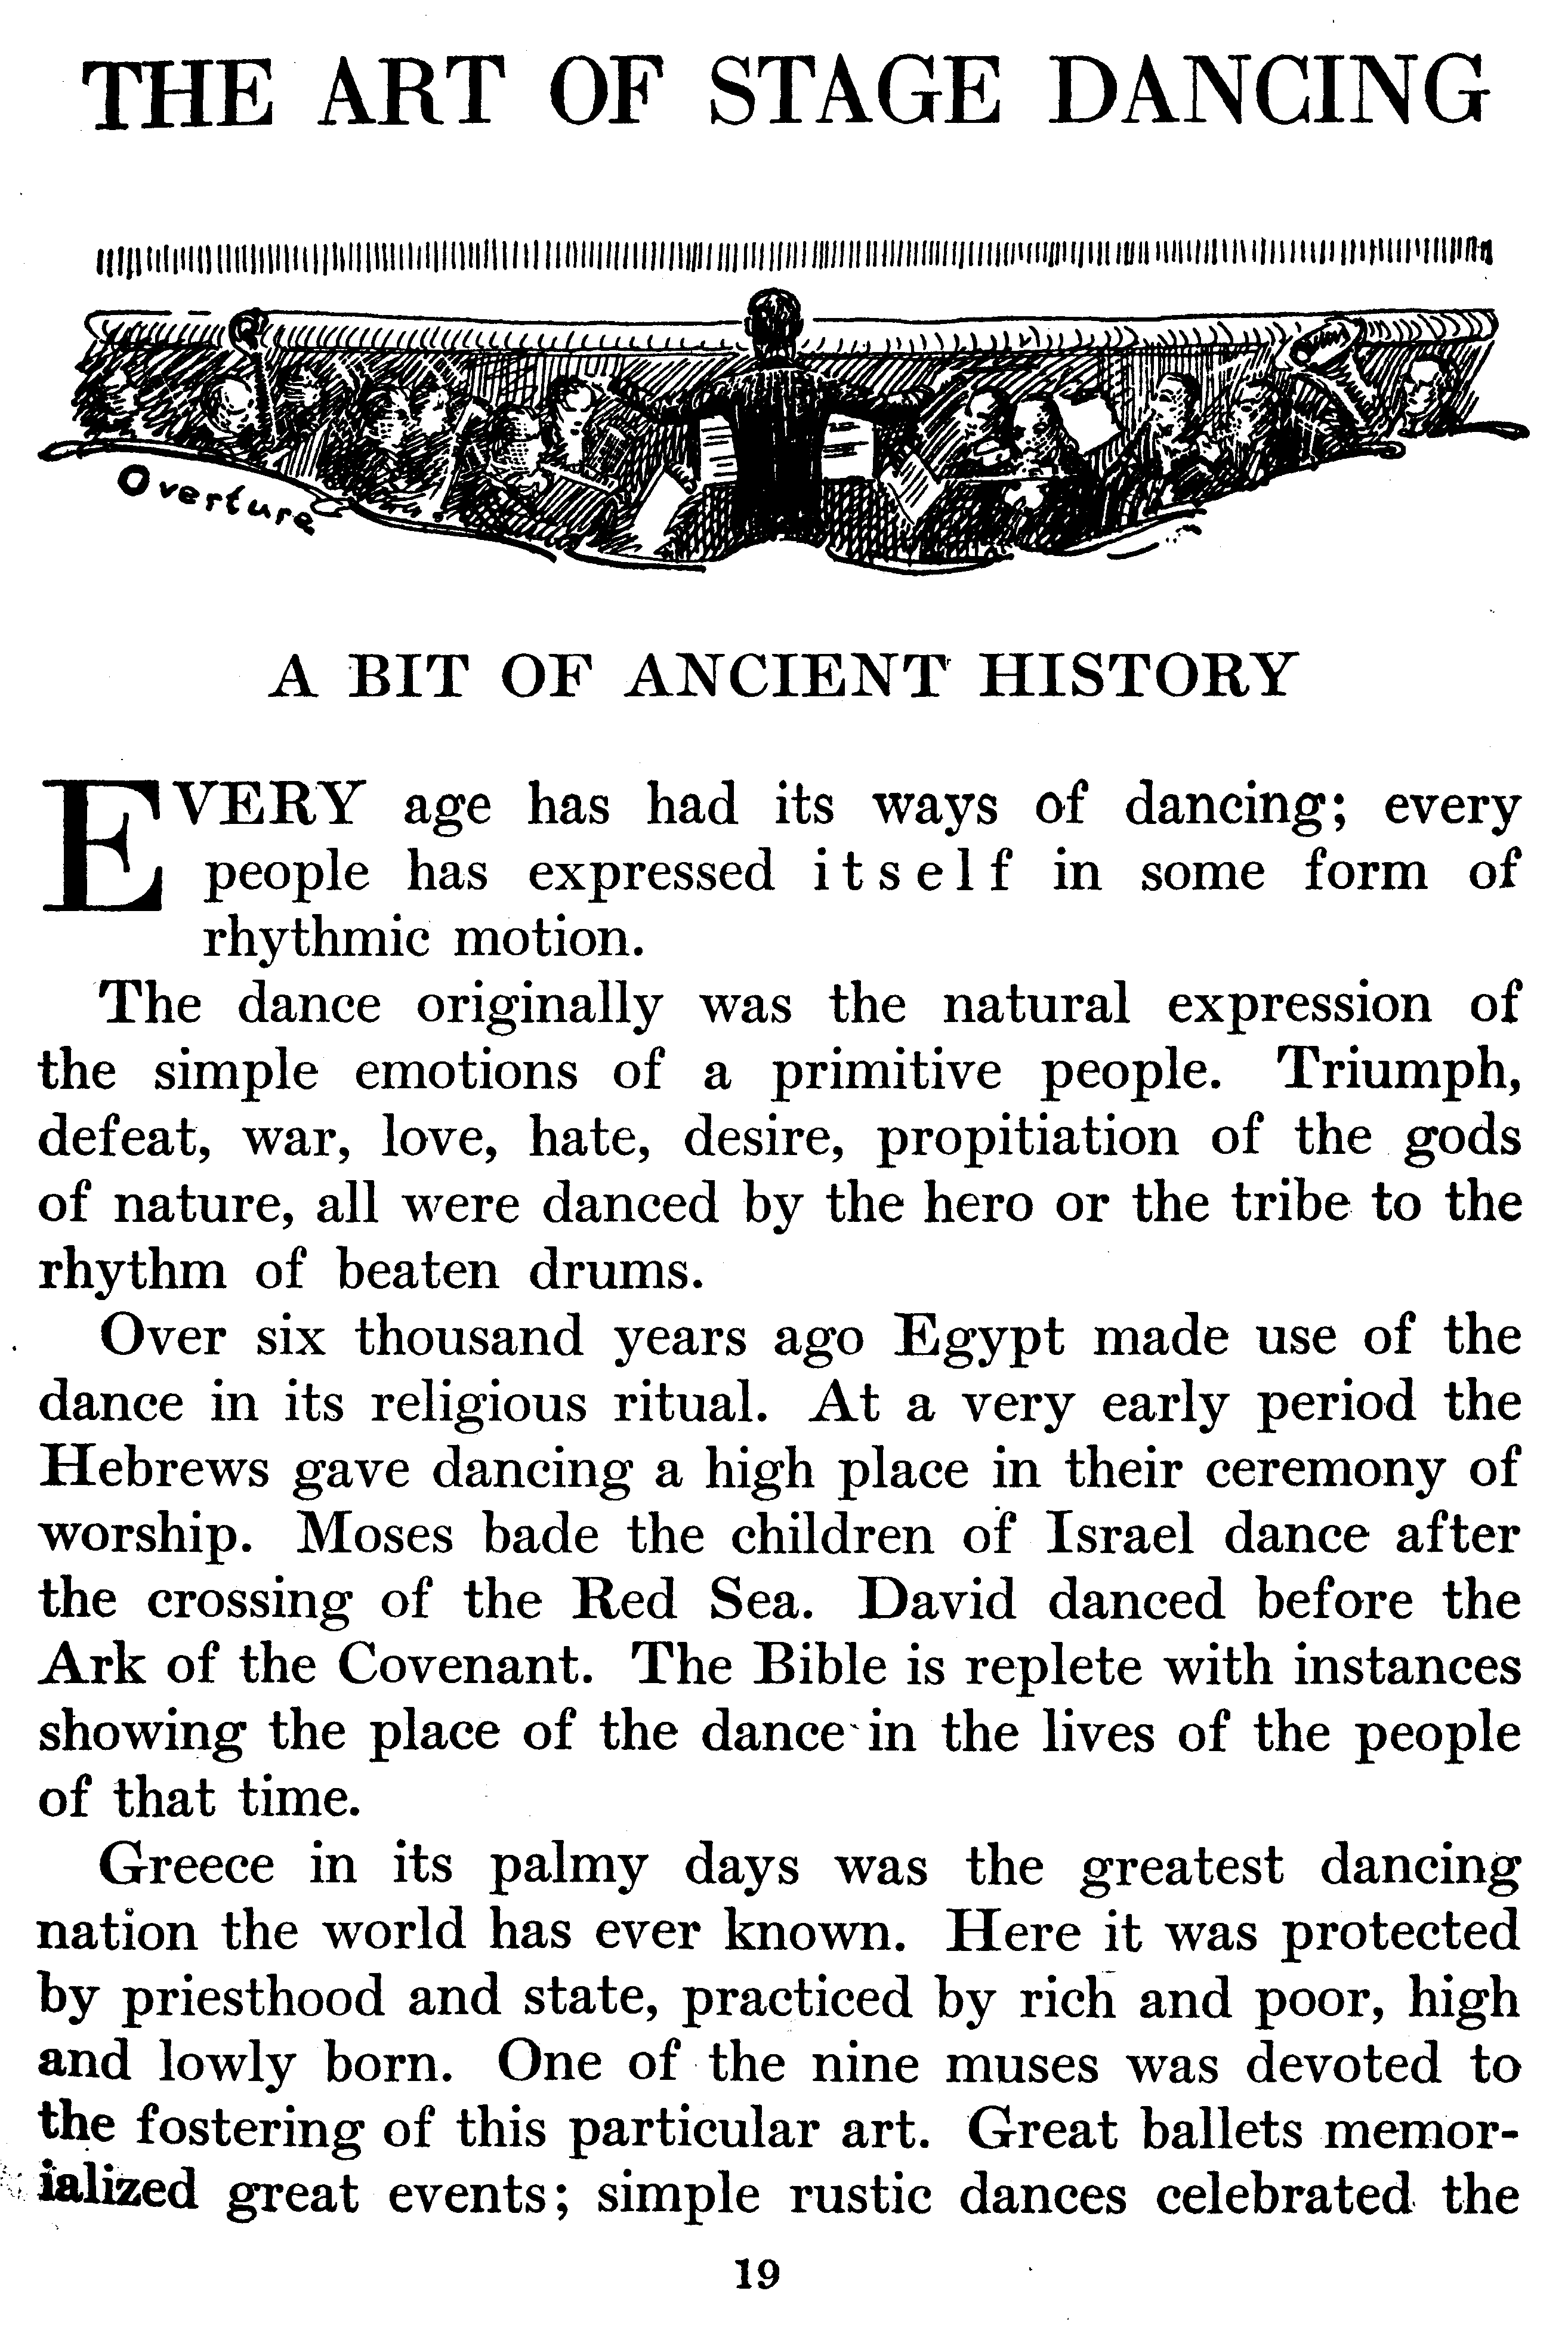 THE ART OF STAGE DANCING
Overture
A BIT OF ANCIENT HISTORY
EVERY age has had its ways of dancing; every
people has expressed itself in some form of
rhythmic motion.
The dance originally was the natural expression of
the simple emotions of a primitive people. Triumph,
defeat, war, love, hate, desire, propitiation of the gods
of nature, all were danced by the hero or the tribe to the
rhythm of beaten drums.
Over six thousand years ago Egypt made use of the
dance in its religious ritual. At a very early period the
Hebrews gave dancing a high place in their ceremony of
worship. Moses bade the children of Israel dance after
the crossing of the Red Sea. David danced before the
Ark of the Covenant. The Bible is replete with instances
showing the place of the dance in the lives of the people
of that time.
Greece in its palmy days was the greatest dancing
nation the world has ever known. Here it was protected
by priesthood and state, practiced by rich and poor, high
and lowly born. One of the nine muses was devoted to
the fostering of this particular art. Great ballets memor-
ialized great events; simple rustic dances celebrated the
19